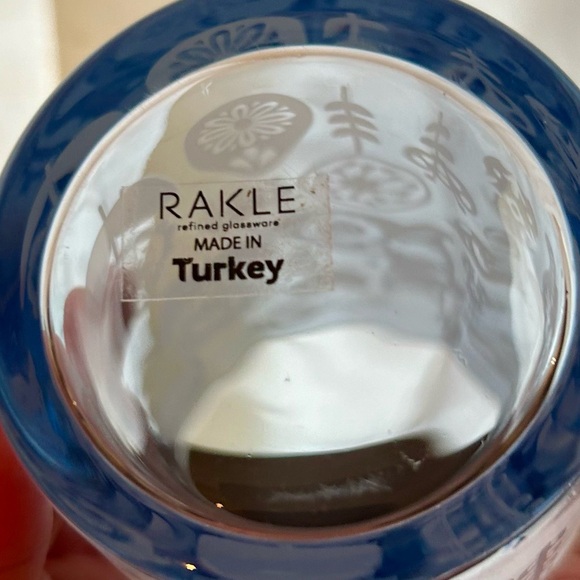 RAKLE
refined glassware
MADE IN
Turkey